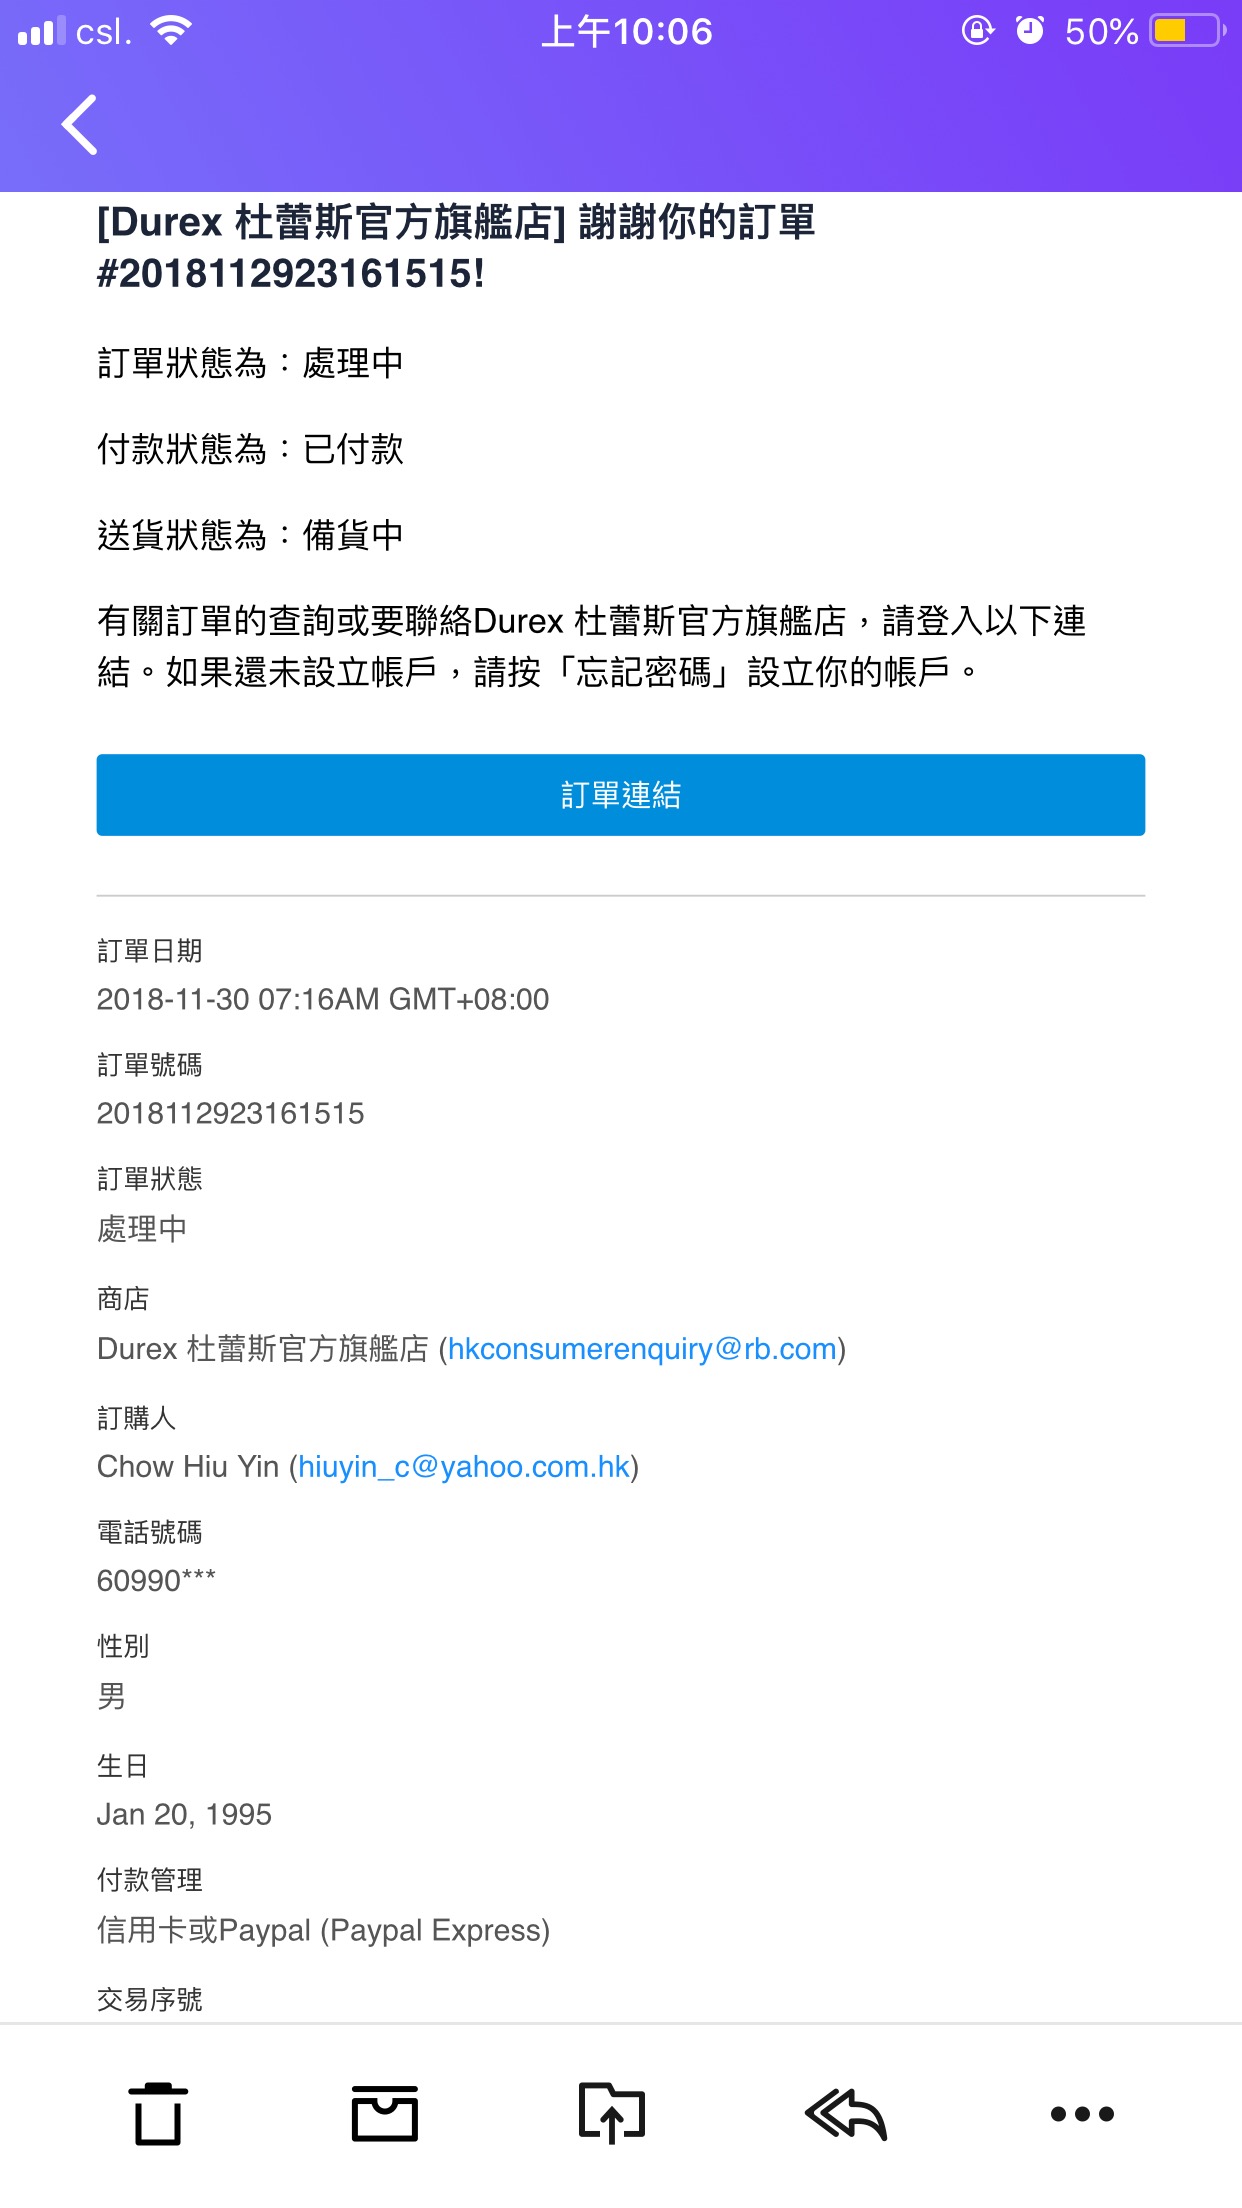 csl. 上午10:06 50%
[Durex 杜蕾斯官方旗艦店] 謝謝你的訂單
#2018112923161515!
訂單狀態為：處理中
付款狀態為：已付款
送貨狀態為：備貨中
有關訂單的查詢或要聯絡Durex 杜蕾斯官方旗艦店，請登入以下連
結。如果還未設立帳戶，請按「忘記密碼」設立你的帳戶。
訂單連結
訂單日期
2018-11-30 07:16AM GMT+08:00
訂單號碼
2018112923161515
訂單狀態
處理中
商店
Durex 杜蕾斯官方旗艦店 (hkconsumerenquiry@rb.com)
訂購人
Chow Hiu Yin (hiuyin_c@yahoo.com.hk)
電話號碼
60990***
性別
男
生日
Jan 20, 1995
付款管理
信用卡或Paypal (Paypal Express)
交易序號